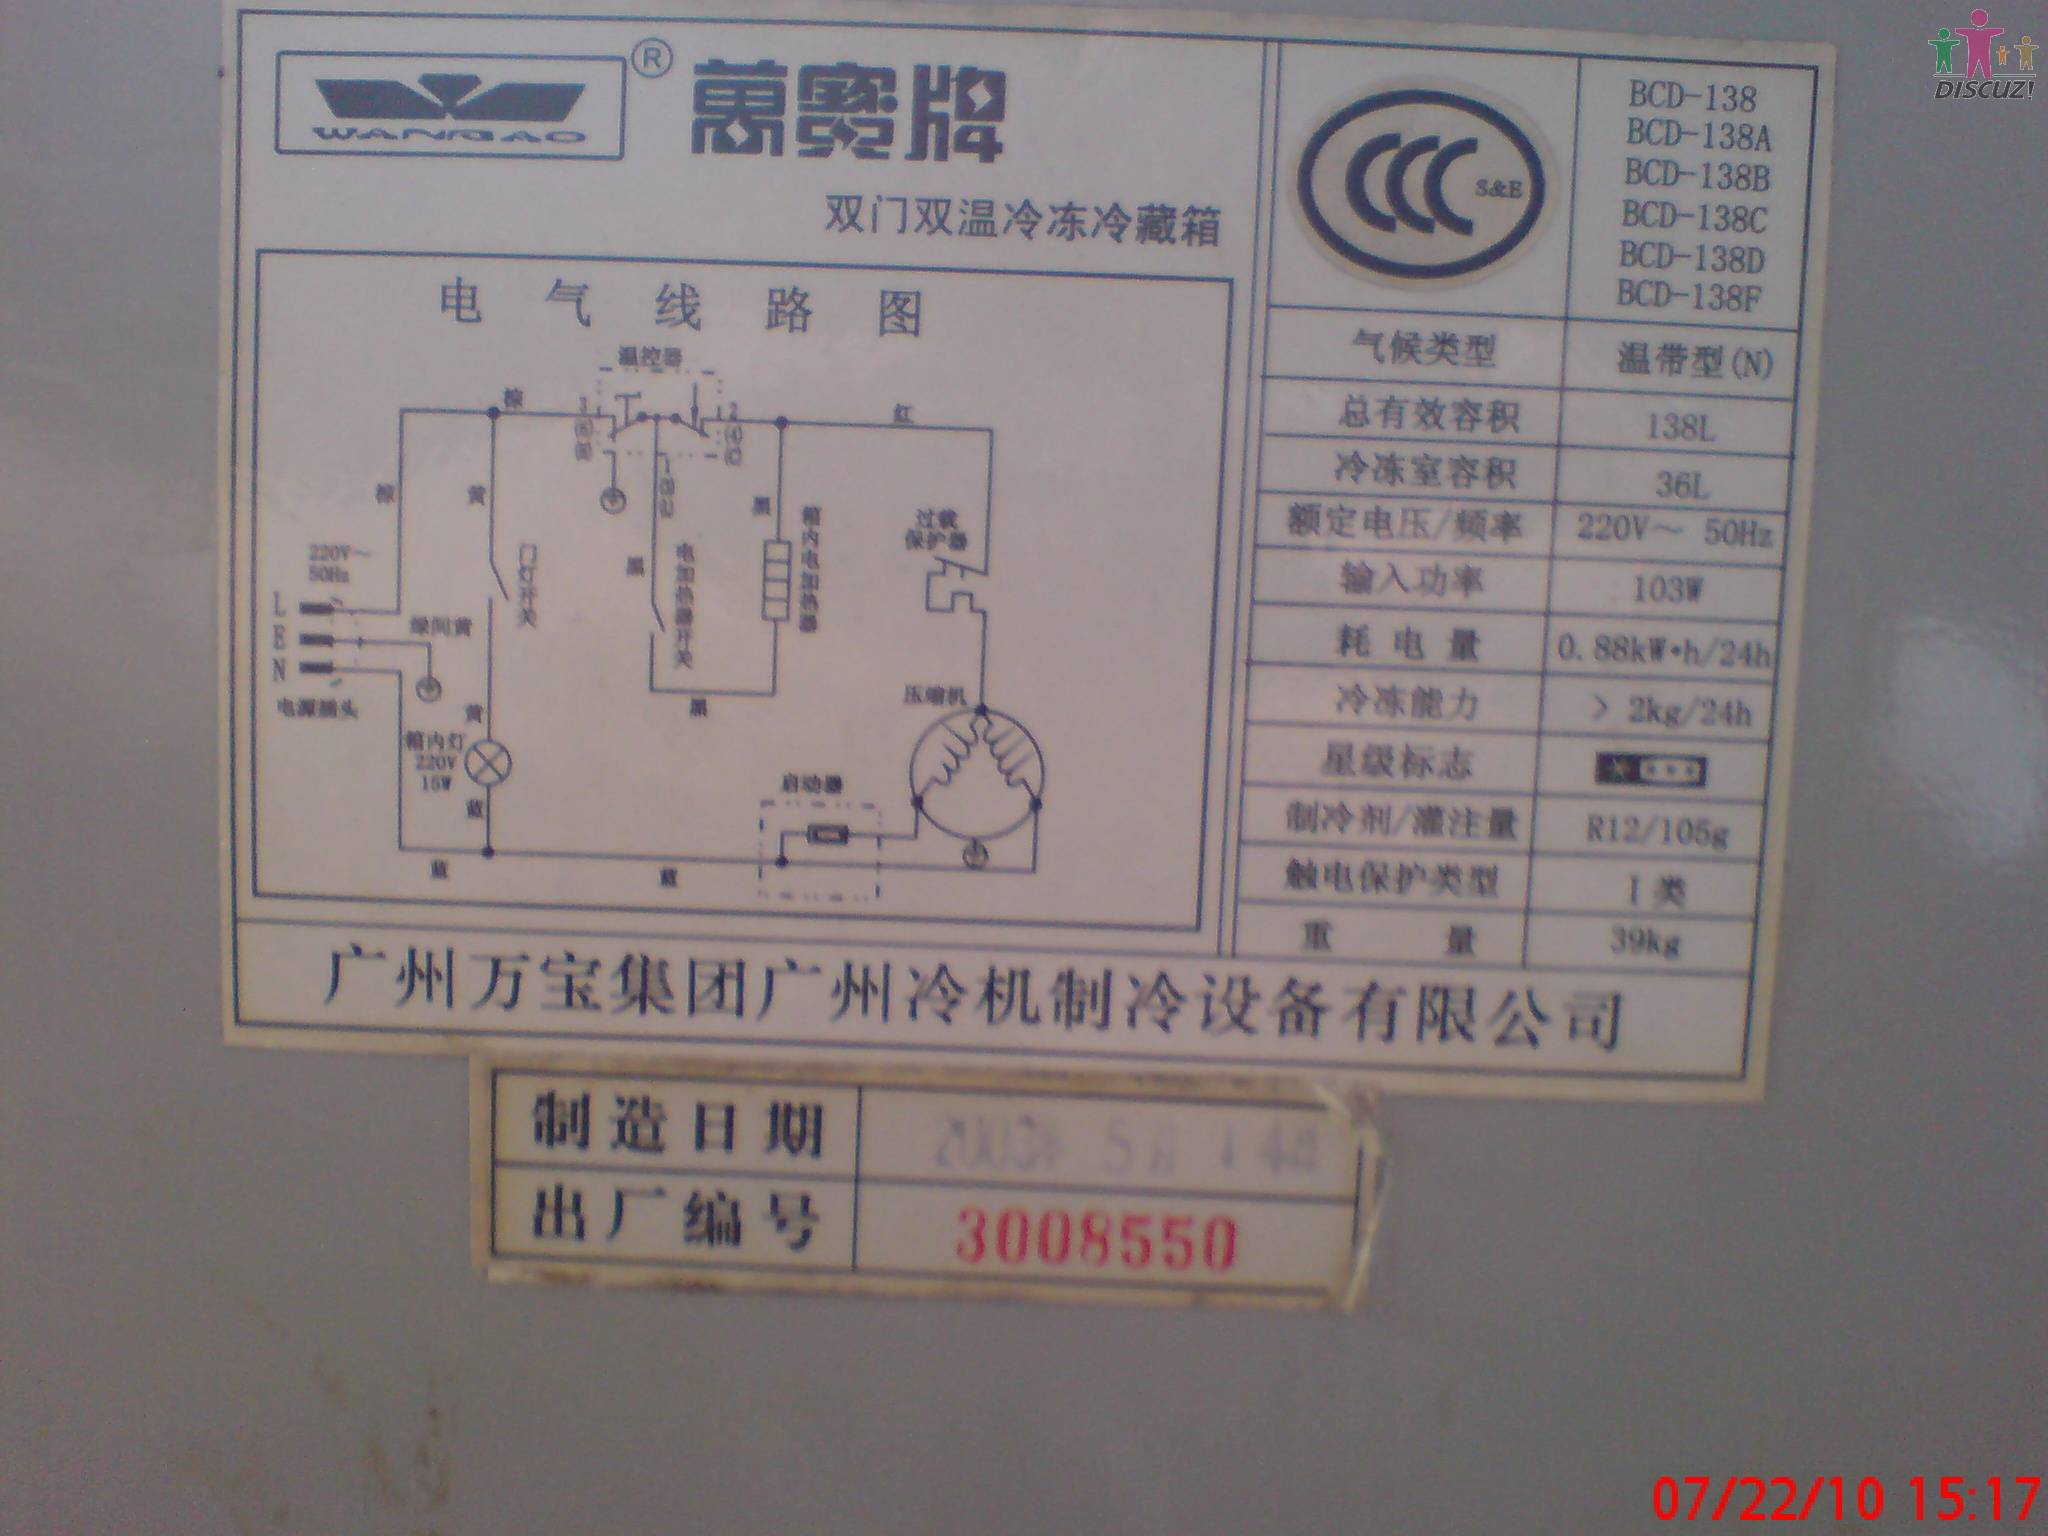 WANBAO
®
萬寳牌
双门双温冷冻冷藏箱
电气线路图
温控器
棕
3
2
红
1
棕
黄
黑
箱内电加热器
过载
保护器
220V～
50Hz
门灯开关
黑
电加热器开关
L
E
N
绿间黄
电源插头
黄
黑
压缩机
箱内灯
220V
15W
蓝
启动器
蓝
蓝
CCC S&E
BCD-138
BCD-138A
BCD-138B
BCD-138C
BCD-138D
BCD-138F
气候类型 温带型(N)
总有效容积 138L
冷冻室容积 36L
额定电压/频率 220V～ 50Hz
输入功率 103W
耗电量 0.88kW•h/24h
冷冻能力 > 2kg/24h
星级标志
制冷剂/灌注量 R12/105g
触电保护类型 I类
重量 39kg
广州万宝集团广州冷机制冷设备有限公司
制造日期
出厂编号 3008550
DISCUZ!
07/22/10 15:17